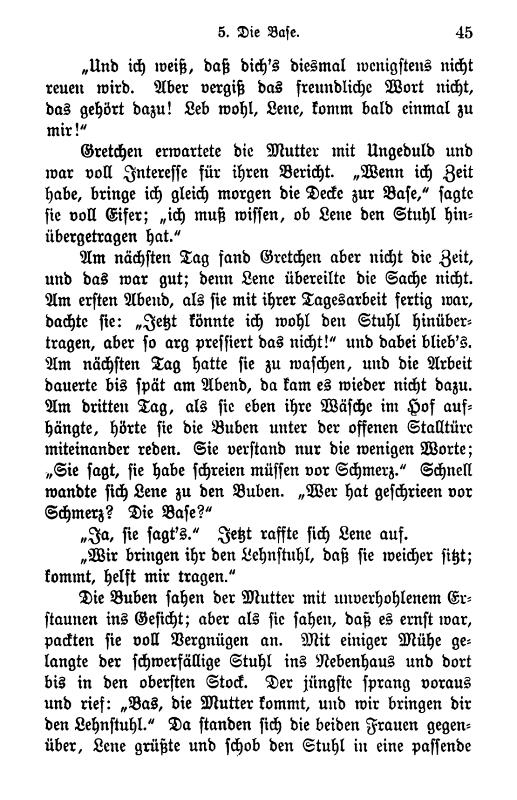 5. Die Base. 45
„Und ich weiß, daß dich's diesmal wenigstens nicht
reuen wird. Aber vergiß das freundliche Wort nicht,
das gehört dazu! Leb wohl, Lene, komm bald einmal zu
mir!“
Gretchen erwartete die Mutter mit Ungeduld und
war voll Interesse für ihren Bericht. „Wenn ich Zeit
habe, bringe ich gleich morgen die Decke zur Base,“ sagte
sie voll Eifer; „ich muß wissen, ob Lene den Stuhl hin-
übergetragen hat.“
Am nächsten Tag fand Gretchen aber nicht die Zeit,
und das war gut; denn Lene übereilte die Sache nicht.
Am ersten Abend, als sie mit ihrer Tagesarbeit fertig war,
dachte sie: „Jetzt könnte ich wohl den Stuhl hinüber-
tragen, aber so arg pressiert das nicht!“ und dabei blieb's.
Am nächsten Tag hatte sie zu waschen, und die Arbeit
dauerte bis spät am Abend, da kam es wieder nicht dazu.
Am dritten Tag, als sie eben ihre Wäsche im Hof auf-
hängte, hörte sie die Buben unter der offenen Stalltüre
miteinander reden. Sie verstand nur die wenigen Worte;
„Sie sagt, sie habe schreien müssen vor Schmerz.“ Schnell
wandte sich Lene zu den Buben. „Wer hat geschrieen vor
Schmerz? Die Base?“
„Ja, sie sagt's.“ Jetzt raffte sich Lene auf.
„Wir bringen ihr den Lehnstuhl, daß sie weicher sitzt;
kommt, helft mir tragen.“
Die Buben sahen der Mutter mit unverhohlenem Er-
staunen ins Gesicht; aber als sie sahen, daß es ernst war,
packten sie voll Vergnügen an. Mit einiger Mühe ge-
langte der schwerfällige Stuhl ins Nebenhaus und dort
bis in den obersten Stock. Der jüngste sprang voraus
und rief: „Bas, die Mutter kommt, und wir bringen dir
den Lehnstuhl.“ Da standen sich die beiden Frauen gegen-
über, Lene grüßte und schob den Stuhl in eine passende